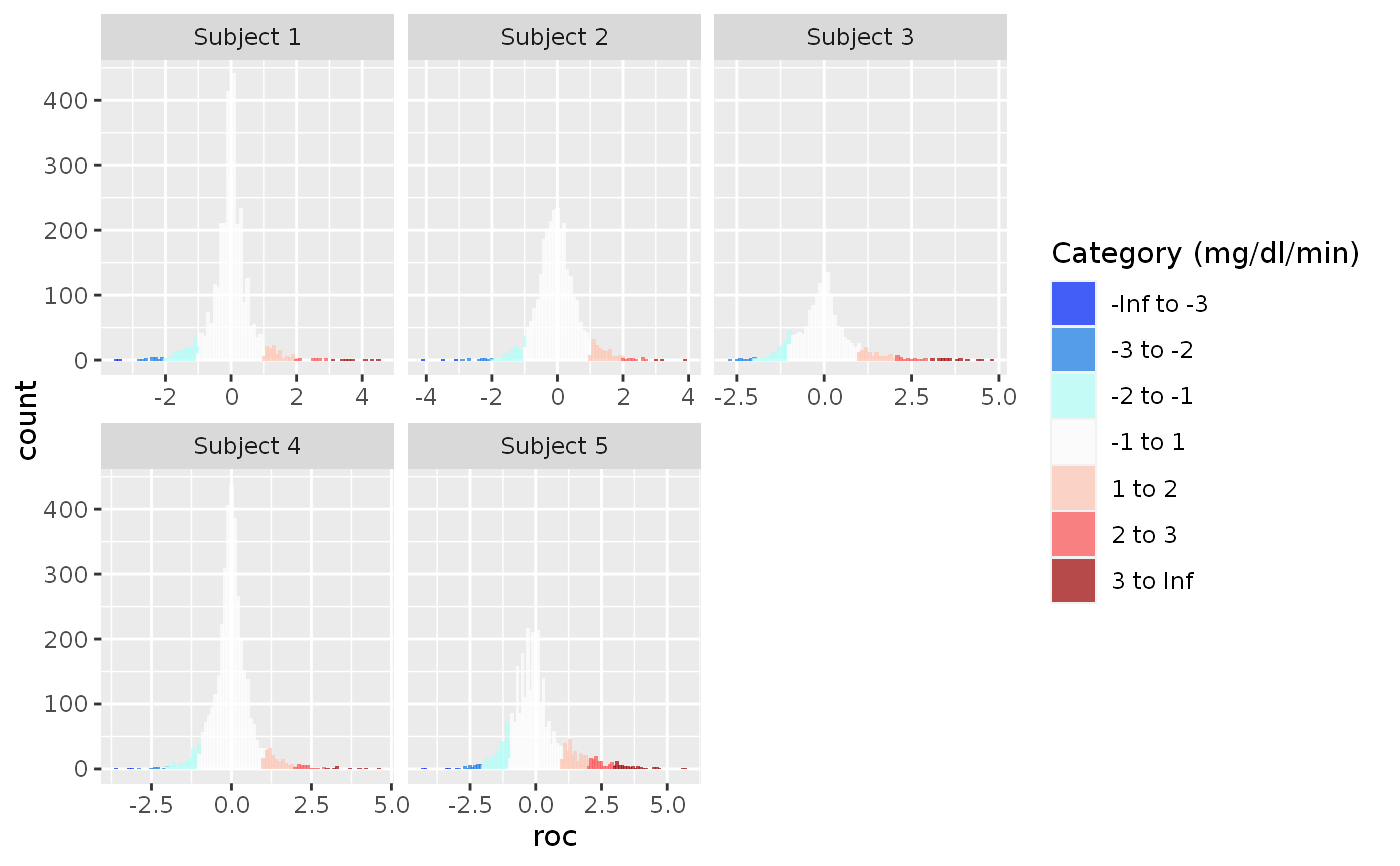 Subject 1 Subject 2 Subject 3
400
300
200
100
0
-2 0 2 4 -4 -2 0 2 4 -2.5 0.0 2.5 5.0
count
Subject 4 Subject 5
400
300
200
100
0
-2.5 0.0 2.5 5.0 -2.5 0.0 2.5 5.0
roc
Category (mg/dl/min)
-Inf to -3
-3 to -2
-2 to -1
-1 to 1
1 to 2
2 to 3
3 to Inf